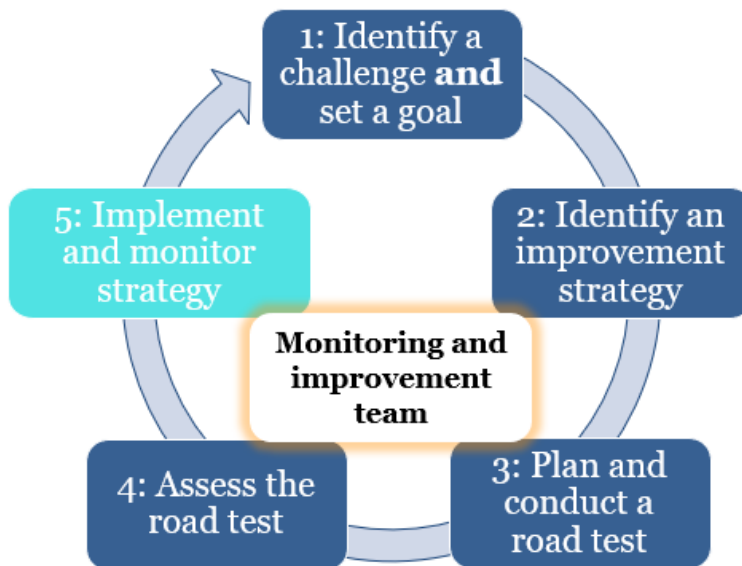 1: Identify a
challenge and
set a goal
2: Identify an
improvement
strategy
3: Plan and
conduct a
road test
4: Assess the
road test
5: Implement
and monitor
strategy
Monitoring and
improvement
team